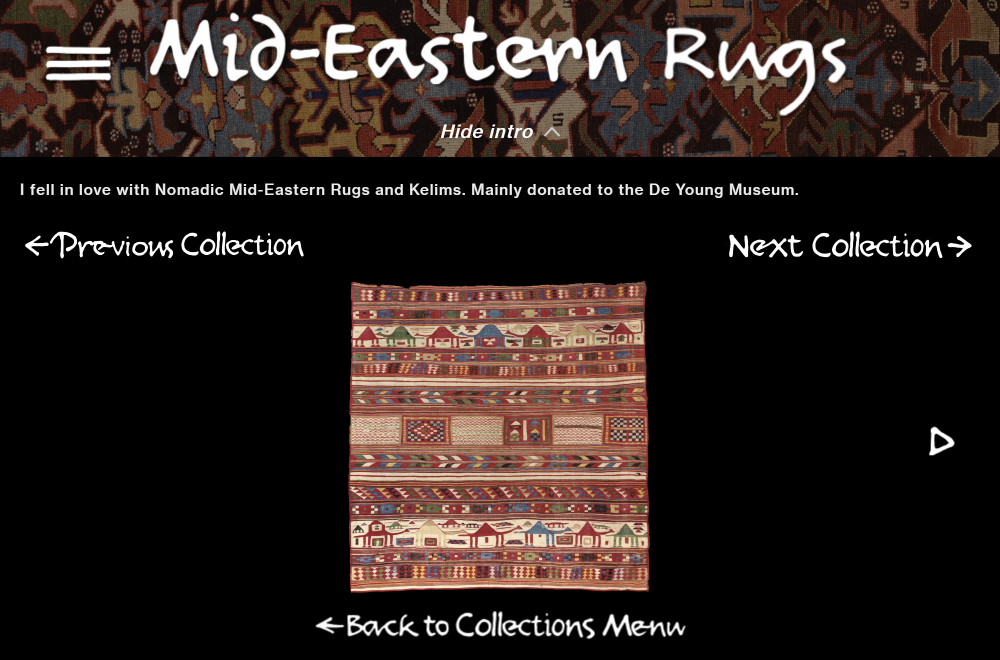 Mid-Eastern Rugs
Hide intro
I fell in love with Nomadic Mid-Eastern Rugs and Kelims. Mainly donated to the De Young Museum.
←Previous Collection
Next Collection→
←Back to Collections Menu